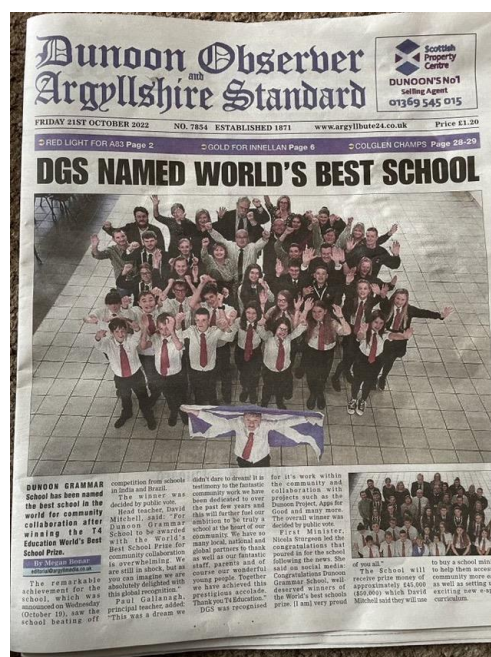 Dunoon Observer
and
Argyllshire Standard
Scottish
Property
Centre
DUNOON'S No1
Selling Agent
01369 545 015
FRIDAY 21ST OCTOBER 2022 NO. 7854 ESTABLISHED 1871 www.argyllbute24.co.uk Price £1.20
RED LIGHT FOR A83 Page 2 GOLD FOR INNELLAN Page 6 COLGLEN CHAMPS Page 28-29
DGS NAMED WORLD'S BEST SCHOOL
DUNOON GRAMMAR
School has been named
the best school in the
world for community
collaboration after
winning the T4
Education World's Best
School Prize.
By Megan Bonar
editorial@argyllmedia.co.uk
The remarkable
achievement for the
school, which was
announced on Wednesday
(October 19), saw the
school beating off
competition from schools
in India and Brazil.
The winner was
decided by public vote.
Head teacher, David
Mitchell, said: "For
Dunoon Grammar
School to be awarded
with the World's
Best School Prize for
community collaboration
is overwhelming. We
are still in shock, but as
you can imagine we are
absolutely delighted with
this global recognition."
Paul Gallanagh,
principal teacher, added:
"This was a dream we
didn't dare to dream! It is
testimony to the fantastic
community work we have
been dedicated to over
the past few years and
this will further fuel our
ambition to be truly a
school at the heart of our
community. We have so
many local, national and
global partners to thank
as well as our fantastic
staff, parents and of
course our wonderful
young people. Together
we have achieved this
prestigious accolade.
Thank you T4 Education."
DGS was recognised
for it's work within
the community and
collaboration with
projects such as the
Dunoon Project, Apps for
Good and many more.
The overall winner was
decided by public vote.
First Minister,
Nicola Sturgeon led the
congratulations that
poured in for the school
following the news. She
said on social media:
Congratulations Dunoon
Grammar School, well-
deserved winners of
the World's best schools
prize. [I am] very proud
of you all."
The School will
receive prize money of
approximately £45,000
($50,000) which David
Mitchell said they will use
to buy a school min
to help them acces
community more e
as well as setting u
exciting new e-sp
curriculum.